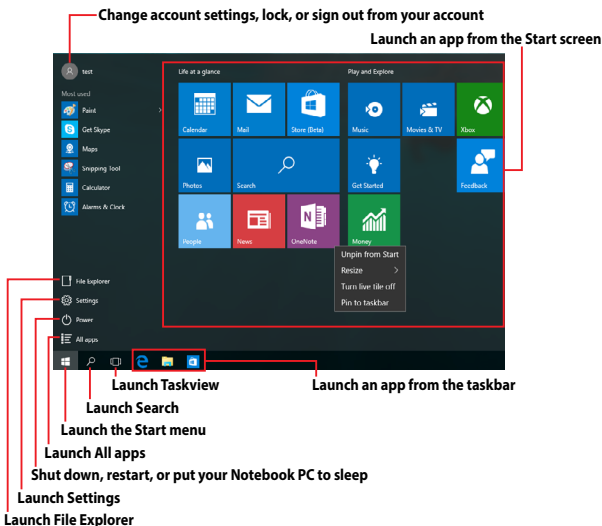 Change account settings, lock, or sign out from your account
Launch an app from the Start screen
test
Life at a glance
Play and Explore
Most used
Paint
Get Skype
Maps
Snipping Tool
Calculator
Alarms & Clock
Calendar
Mail
Store (Beta)
Music
Movies & TV
Xbox
Photos
Search
Get Started
Feedback
People
News
OneNote
Money
Unpin from Start
Resize
Turn live tile off
Pin to taskbar
File Explorer
Settings
Power
All apps
Launch Taskview
Launch an app from the taskbar
Launch Search
Launch the Start menu
Launch All apps
Shut down, restart, or put your Notebook PC to sleep
Launch Settings
Launch File Explorer